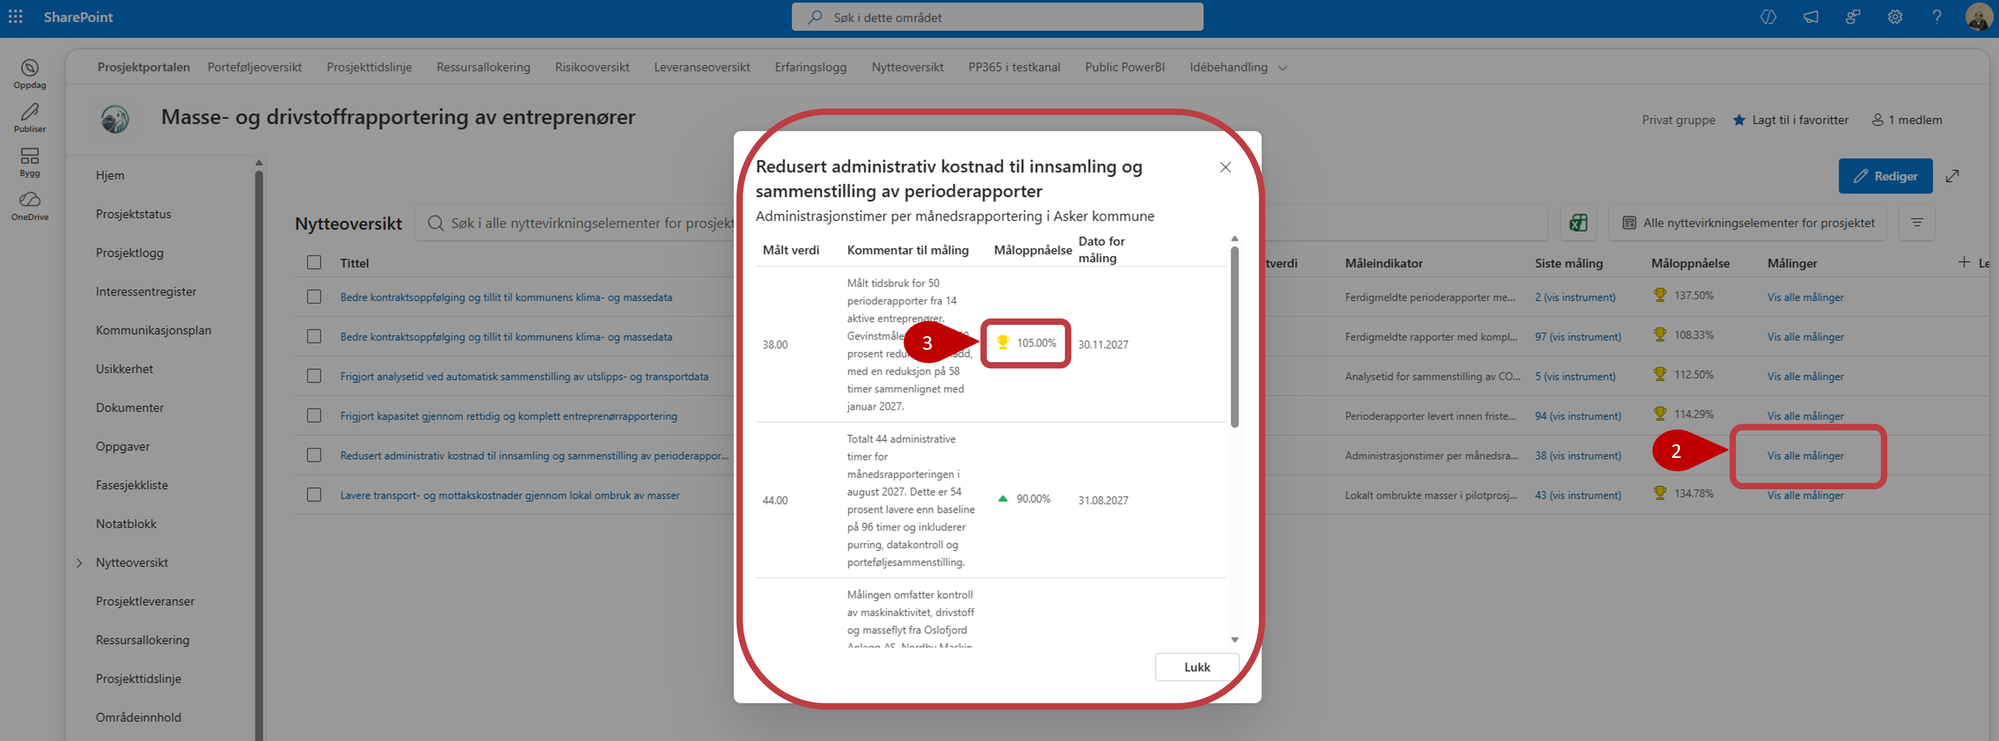 SharePoint
Søk i dette området
Oppdag
Publiser
Bygg
OneDrive
Prosjektportalen
Porteføljeoversikt
Prosjekttidslinje
Ressursallokering
Risikooversikt
Leveranseoversikt
Erfaringslogg
Nytteoversikt
PP365 i testkanal
Public PowerBI
Idébehandling
Masse- og drivstoffrapportering av entreprenører
Privat gruppe
Lagt til i favoritter
1 medlem
Hjem
Prosjektstatus
Prosjektlogg
Interessentregister
Kommunikasjonsplan
Usikkerhet
Dokumenter
Oppgaver
Fasesjekkliste
Notatblokk
Nytteoversikt
Prosjektleveranser
Ressursallokering
Prosjekttidslinje
Områdeinnhold
Rediger
Nytteoversikt
Søk i alle nyttevirkningselementer for prosjekt
Alle nyttevirkningselementer for prosjektet
Tittel
tverdi
Måleindikator
Siste måling
Måloppnåelse
Målinger
Le
Bedre kontraktsoppfølging og tillit til kommunens klima- og massedata
Ferdigmeldte perioderapporter me...
2 (vis instrument)
137.50%
Vis alle målinger
Bedre kontraktsoppfølging og tillit til kommunens klima- og massedata
Ferdigmeldte rapporter med kompl...
97 (vis instrument)
108.33%
Vis alle målinger
Frigjort analysetid ved automatisk sammenstilling av utslipps- og transportdata
Analysetid for sammenstilling av CO...
5 (vis instrument)
112.50%
Vis alle målinger
Frigjort kapasitet gjennom rettidig og komplett entreprenørrapportering
Perioderapporter levert innen friste...
94 (vis instrument)
114.29%
Vis alle målinger
Redusert administrativ kostnad til innsamling og sammenstilling av perioderappor...
Administrasjonstimer per månedsra...
38 (vis instrument)
2
Vis alle målinger
Lavere transport- og mottakskostnader gjennom lokal ombruk av masser
Lokalt ombrukte masser i pilotprosj...
43 (vis instrument)
134.78%
Vis alle målinger
Redusert administrativ kostnad til innsamling og
sammenstilling av perioderapporter
Administrasjonstimer per månedsrapportering i Asker kommune
Målt verdi
Kommentar til måling
Måloppnåelse
Dato for
måling
38.00
Målt tidsbruk for 50
perioderapporter fra 14
aktive entreprenører.
Gevinstmåle
prosent redu
med en reduksjon på 58
timer sammenlignet med
januar 2027.
3
105.00%
30.11.2027
44.00
Totalt 44 administrative
timer for
månedsrapporteringen i
august 2027. Dette er 54
prosent lavere enn baseline
på 96 timer og inkluderer
purring, datakontroll og
porteføljesammenstilling.
90.00%
31.08.2027
Målingen omfatter kontroll
av maskinaktivitet, drivstoff
og masseflyt fra Oslofjord
Anlegg AS, Nordby Maskin
Lukk